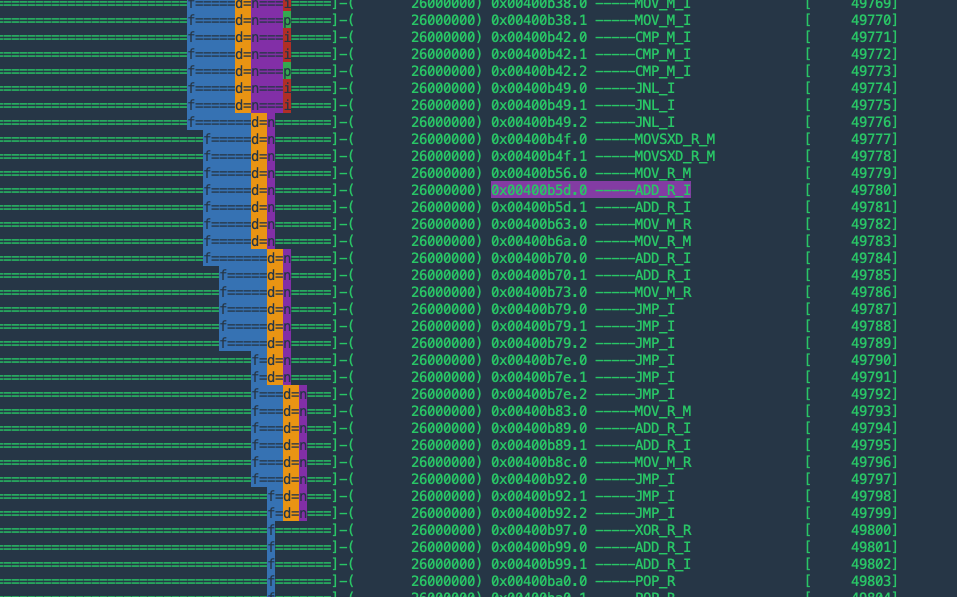 ========================f=====d=n===i=====]-(       26000000) 0x00400b38.0 -----MOV_M_I              [     49769]
========================f=====d=n===p=====]-(       26000000) 0x00400b38.1 -----MOV_M_I              [     49770]
========================f=====d=n===i=====]-(       26000000) 0x00400b42.0 -----CMP_M_I              [     49771]
========================f=====d=n===i=====]-(       26000000) 0x00400b42.1 -----CMP_M_I              [     49772]
========================f=====d=n===p=====]-(       26000000) 0x00400b42.2 -----CMP_M_I              [     49773]
========================f=====d=n===i=====]-(       26000000) 0x00400b49.0 -----JNL_I                [     49774]
========================f=====d=n===i=====]-(       26000000) 0x00400b49.1 -----JNL_I                [     49775]
========================f=======d=n=======]-(       26000000) 0x00400b49.2 -----JNL_I                [     49776]
==========================f=====d=n=======]-(       26000000) 0x00400b4f.0 -----MOVSXD_R_M           [     49777]
==========================f=====d=n=======]-(       26000000) 0x00400b4f.1 -----MOVSXD_R_M           [     49778]
==========================f=====d=n=======]-(       26000000) 0x00400b56.0 -----MOV_R_M              [     49779]
==========================f=====d=n=======]-(       26000000) 0x00400b5d.0 -----ADD_R_I              [     49780]
==========================f=====d=n=======]-(       26000000) 0x00400b5d.1 -----ADD_R_I              [     49781]
==========================f=====d=n=======]-(       26000000) 0x00400b63.0 -----MOV_M_R              [     49782]
==========================f=====d=n=======]-(       26000000) 0x00400b6a.0 -----MOV_R_M              [     49783]
==========================f=======d=n=====]-(       26000000) 0x00400b70.0 -----ADD_R_I              [     49784]
============================f=====d=n=====]-(       26000000) 0x00400b70.1 -----ADD_R_I              [     49785]
============================f=====d=n=====]-(       26000000) 0x00400b73.0 -----MOV_M_R              [     49786]
============================f=====d=n=====]-(       26000000) 0x00400b79.0 -----JMP_I                [     49787]
============================f=====d=n=====]-(       26000000) 0x00400b79.1 -----JMP_I                [     49788]
============================f=====d=n=====]-(       26000000) 0x00400b79.2 -----JMP_I                [     49789]
================================f=d=n=====]-(       26000000) 0x00400b7e.0 -----JMP_I                [     49790]
================================f=d=n=====]-(       26000000) 0x00400b7e.1 -----JMP_I                [     49791]
================================f===d=n===]-(       26000000) 0x00400b7e.2 -----JMP_I                [     49792]
================================f===d=n===]-(       26000000) 0x00400b83.0 -----MOV_R_M              [     49793]
================================f===d=n===]-(       26000000) 0x00400b89.0 -----ADD_R_I              [     49794]
================================f===d=n===]-(       26000000) 0x00400b89.1 -----ADD_R_I              [     49795]
================================f===d=n===]-(       26000000) 0x00400b8c.0 -----MOV_M_R              [     49796]
================================f===d=n===]-(       26000000) 0x00400b92.0 -----JMP_I                [     49797]
==================================f=d=n===]-(       26000000) 0x00400b92.1 -----JMP_I                [     49798]
==================================f=d=n===]-(       26000000) 0x00400b92.2 -----JMP_I                [     49799]
==================================f=======]-(       26000000) 0x00400b97.0 -----XOR_R_R              [     49800]
==================================f=======]-(       26000000) 0x00400b99.0 -----ADD_R_I              [     49801]
==================================f=======]-(       26000000) 0x00400b99.1 -----ADD_R_I              [     49802]
==================================f=======]-(       26000000) 0x00400ba0.0 -----POP_R                [     49803]